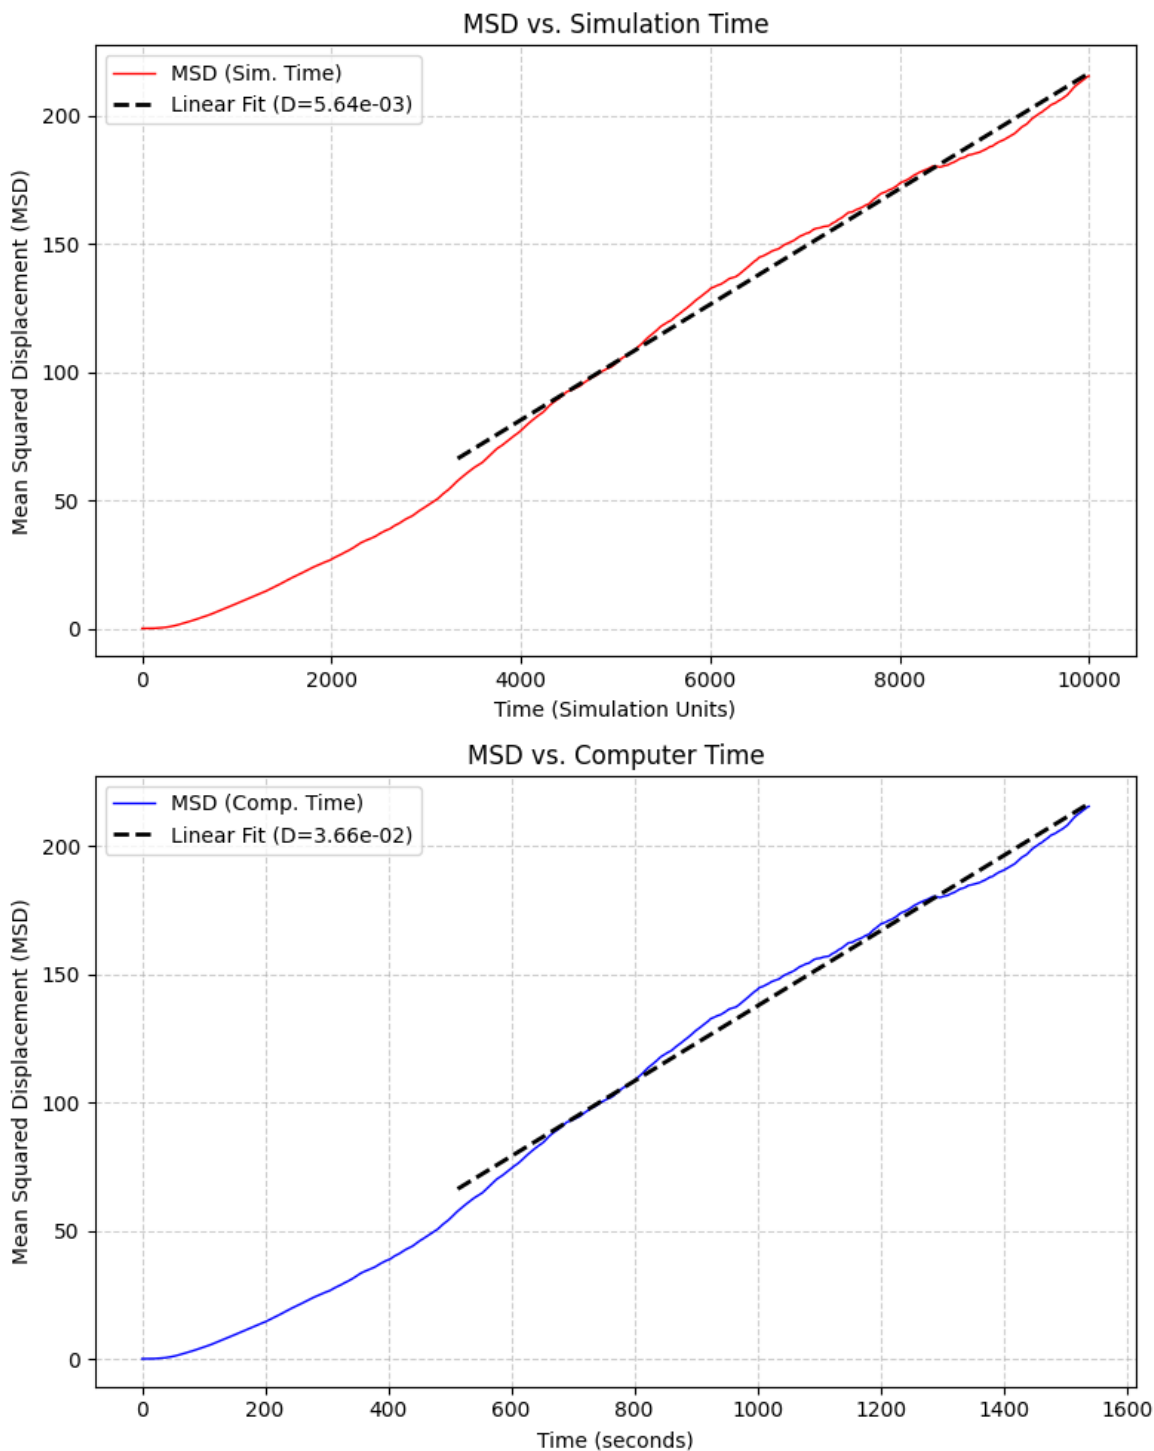 MSD vs. Simulation Time
MSD (Sim. Time)
Linear Fit (D=5.64e-03)
Mean Squared Displacement (MSD)
200
150
100
50
0
0 2000 4000 6000 8000 10000
Time (Simulation Units)
MSD vs. Computer Time
MSD (Comp. Time)
Linear Fit (D=3.66e-02)
Mean Squared Displacement (MSD)
200
150
100
50
0
0 200 400 600 800 1000 1200 1400 1600
Time (seconds)